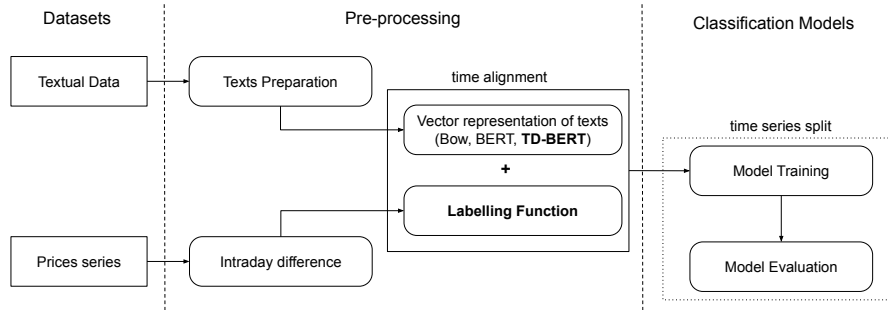 Datasets
Pre-processing
Classification Models
Textual Data
Texts Preparation
time alignment
Vector representation of texts
(Bow, BERT, TD-BERT)
+
Labelling Function
time series split
Model Training
Prices series
Intraday difference
Model Evaluation